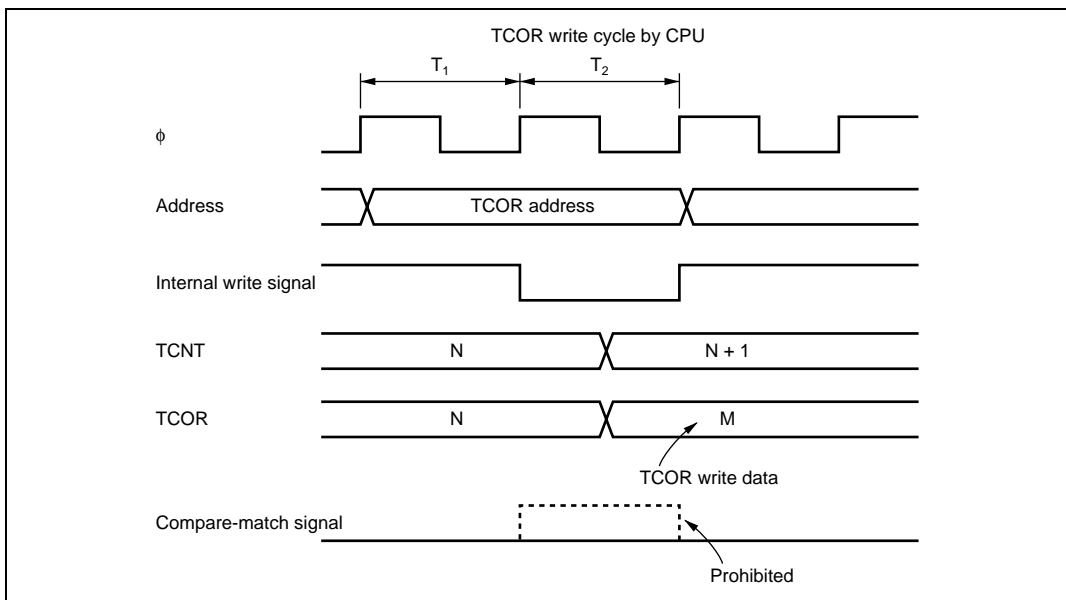 TCOR write cycle by CPU
T1 T2
ϕ
Address TCOR address
Internal write signal
TCNT N N + 1
TCOR N M
TCOR write data
Compare-match signal
Prohibited